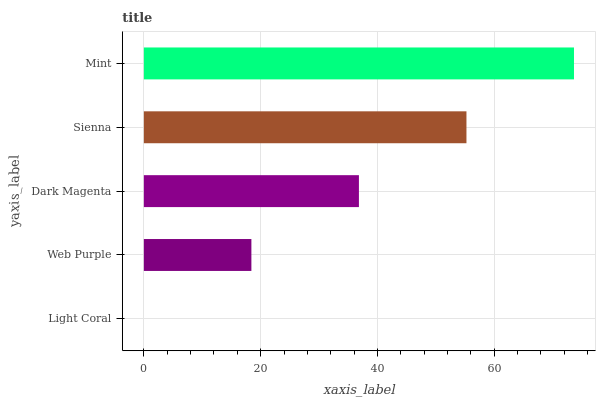 title
Mint
Sienna
Dark Magenta
Web Purple
Light Coral
yaxis_label
0 20 40 60
xaxis_label